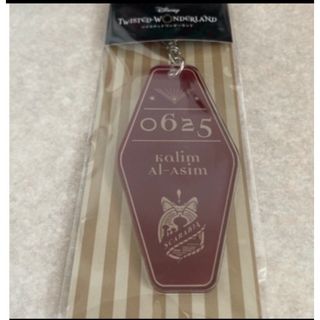 Disney
TWISTED-WONDERLAND
0625
Kalim
Al-Asim
SCARABIA